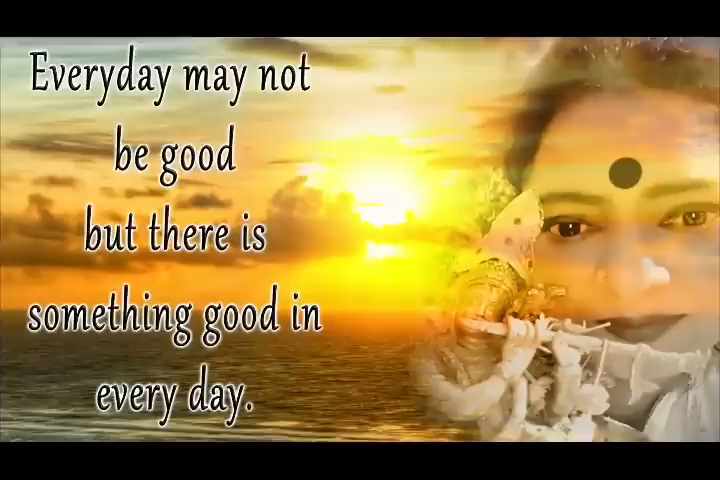 Everyday may not
be good
but there is
something good in
every day.